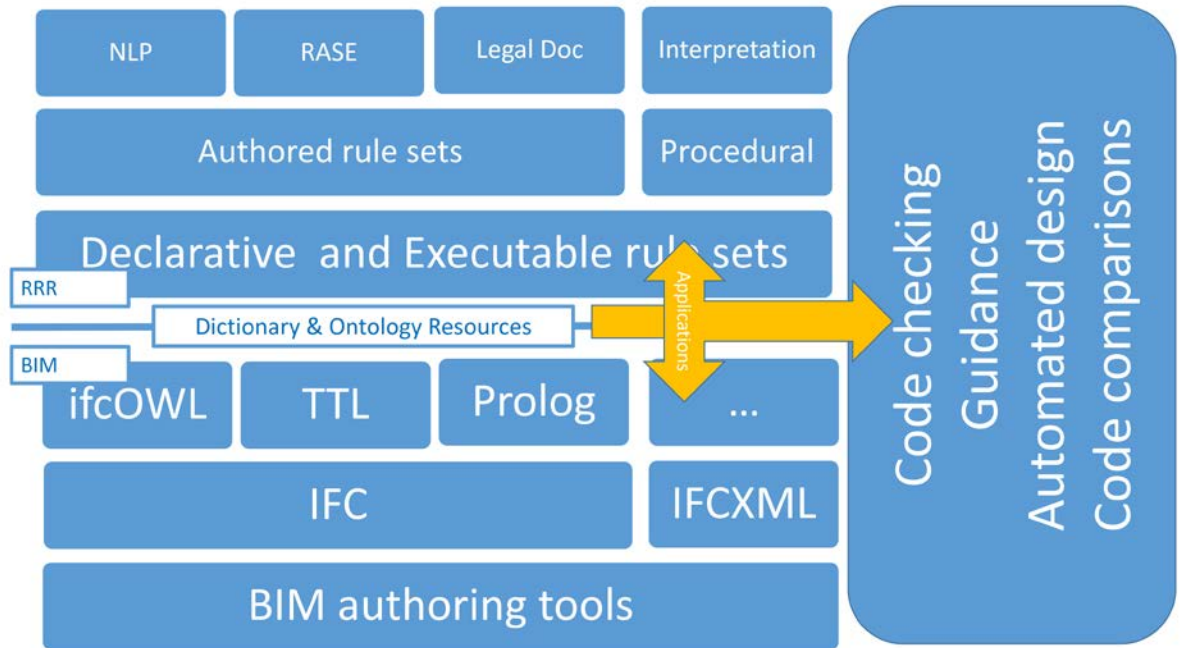 NLP
RASE
Legal Doc
Interpretation
Authored rule sets
Procedural
Declarative and Executable rule sets
RRR
Applications
Dictionary & Ontology Resources
BIM
ifcOWL
TTL
Prolog
...
IFC
IFCXML
BIM authoring tools
Code checking
Guidance
Automated design
Code comparisons